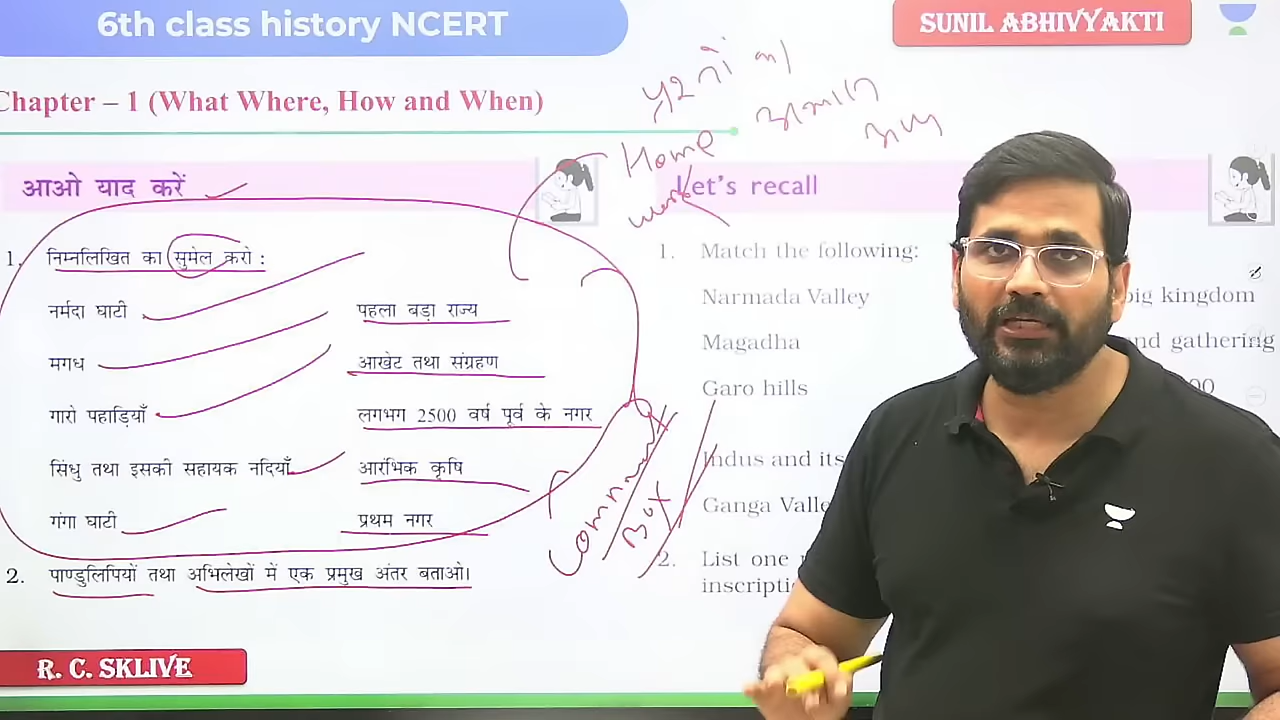 6th class history NCERT
SUNIL ABHIVYAKTI
Chapter – 1 (What Where, How and When)
Home
work
आओ याद करें
Let's recall
1. निम्नलिखित का सुमेल करो :
नर्मदा घाटी
पहला बड़ा राज्य
मगध
आखेट तथा संग्रहण
गारो पहाड़ियाँ
लगभग 2500 वर्ष पूर्व के नगर
सिंधु तथा इसकी सहायक नदियाँ
आरंभिक कृषि
गंगा घाटी
प्रथम नगर
2. पाण्डुलिपियों तथा अभिलेखों में एक प्रमुख अंतर बताओ।
Comment
Box
1. Match the following:
Narmada Valley
big kingdom
Magadha
and gathering
Garo hills
00
Indus and its
Ganga Valle
2. List one
inscripti
R. C. SKLIVE